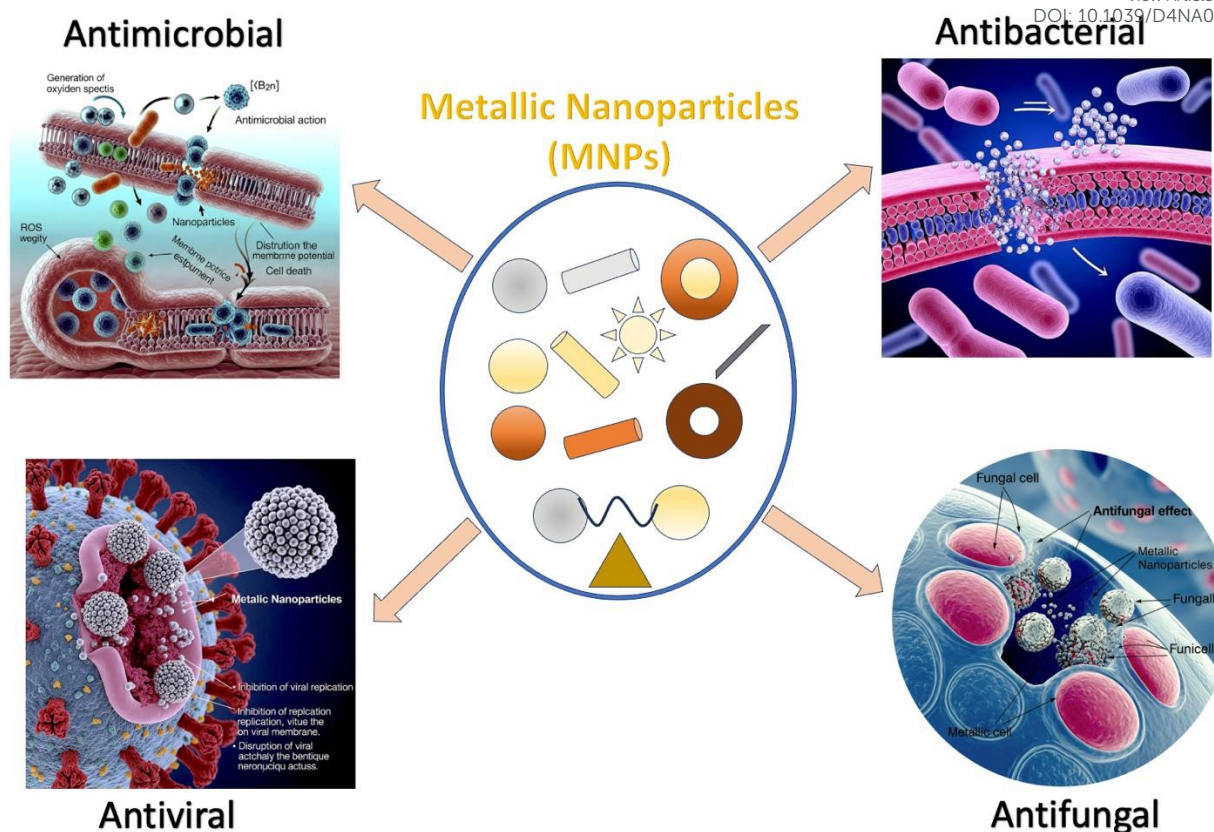 DOI: 10.1039/D4NA0
Antimicrobial
Antibacterial
Metallic Nanoparticles
(MNPs)
Generation of
oxyiden spectis
[(B2n]
Antimicrobial action
Nanoparticles
ROS
wegity
Membrne potrice
estpument
Distrution the
membrne potential
Cell death
Metalic Nanoparticles
• Inhibition of viral replcation
Inhibition of replcation
replication, vitue the
on viral membrane.
• Disruption of viral
actchaly the bentique
neronųciqu actuss.
Fungal cell
Antifungal effect
Metallic
Nanoparticles
Fungall
Funicell
Metallic cell
Antiviral
Antifungal